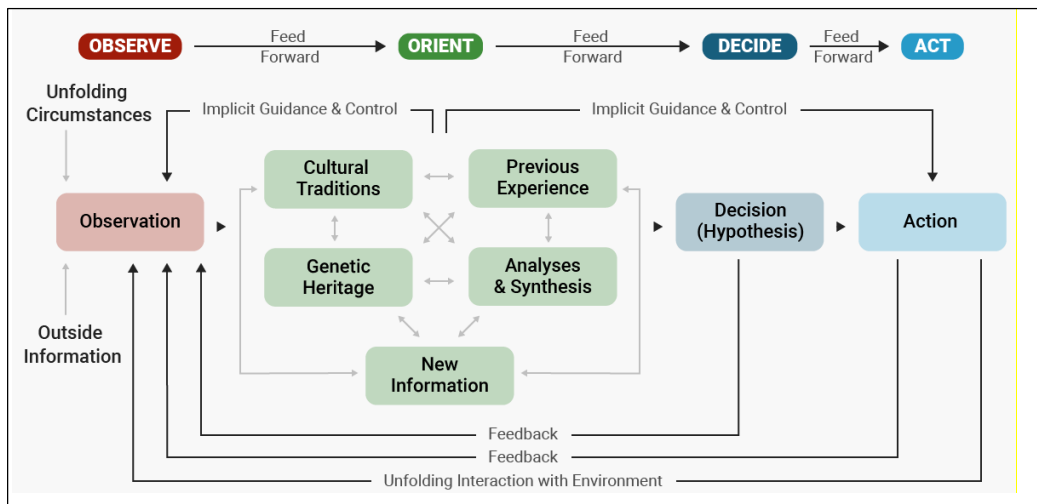 OBSERVE
Feed
Forward
ORIENT
Feed
Forward
DECIDE
Feed
Forward
ACT
Unfolding
Circumstances
Implicit Guidance & Control
Implicit Guidance & Control
Cultural
Traditions
Previous
Experience
Observation
Decision
(Hypothesis)
Action
Genetic
Heritage
Analyses
& Synthesis
Outside
Information
New
Information
Feedback
Feedback
Unfolding Interaction with Environment